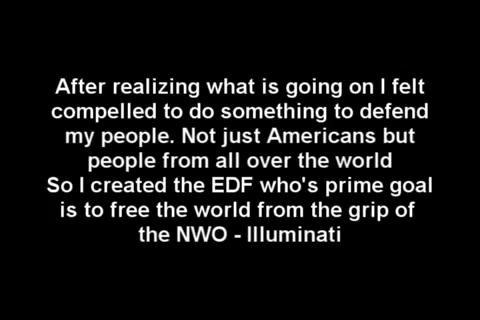 After realizing what is going on I felt
compelled to do something to defend
my people. Not just Americans but
people from all over the world
So I created the EDF who's prime goal
is to free the world from the grip of
the NWO - Illuminati